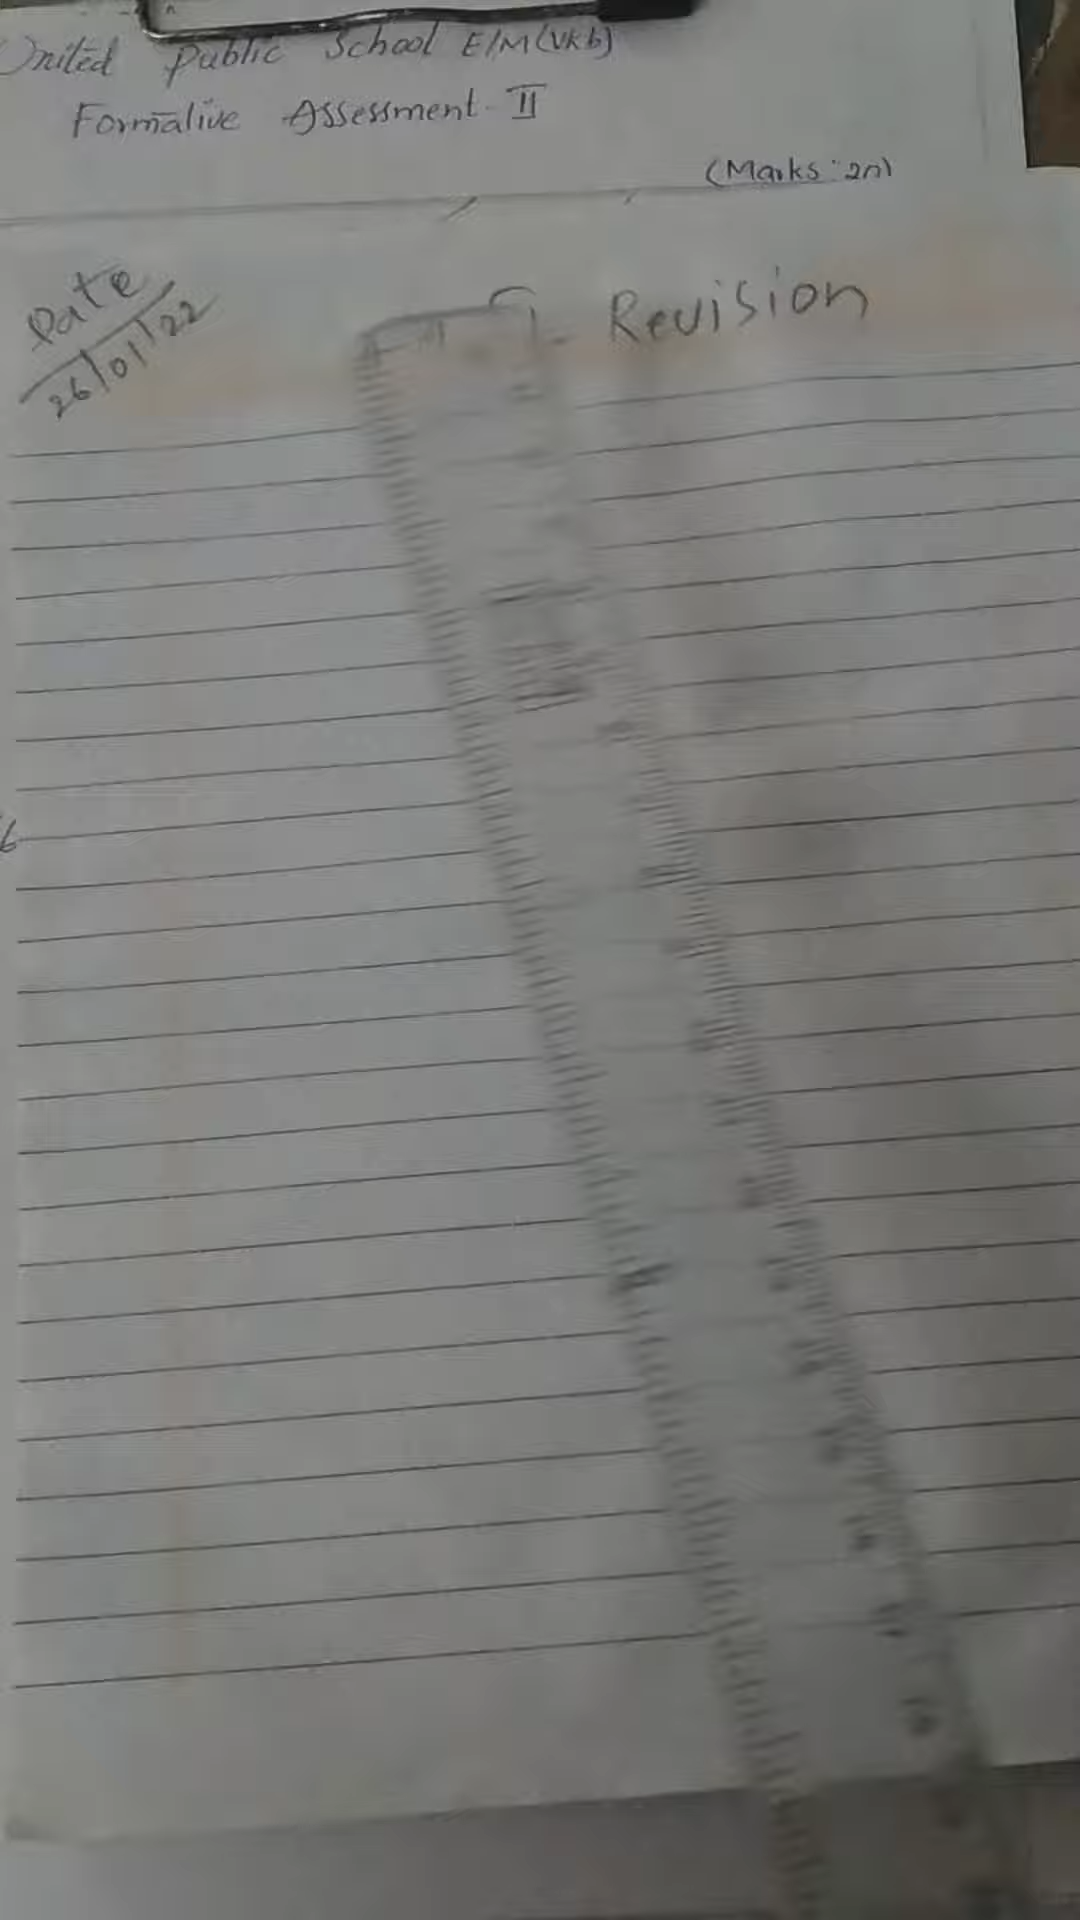 United Public School E/M(VKb)
Formative Assessment-II
(Marks:20)
Date
26/01/22
Revision